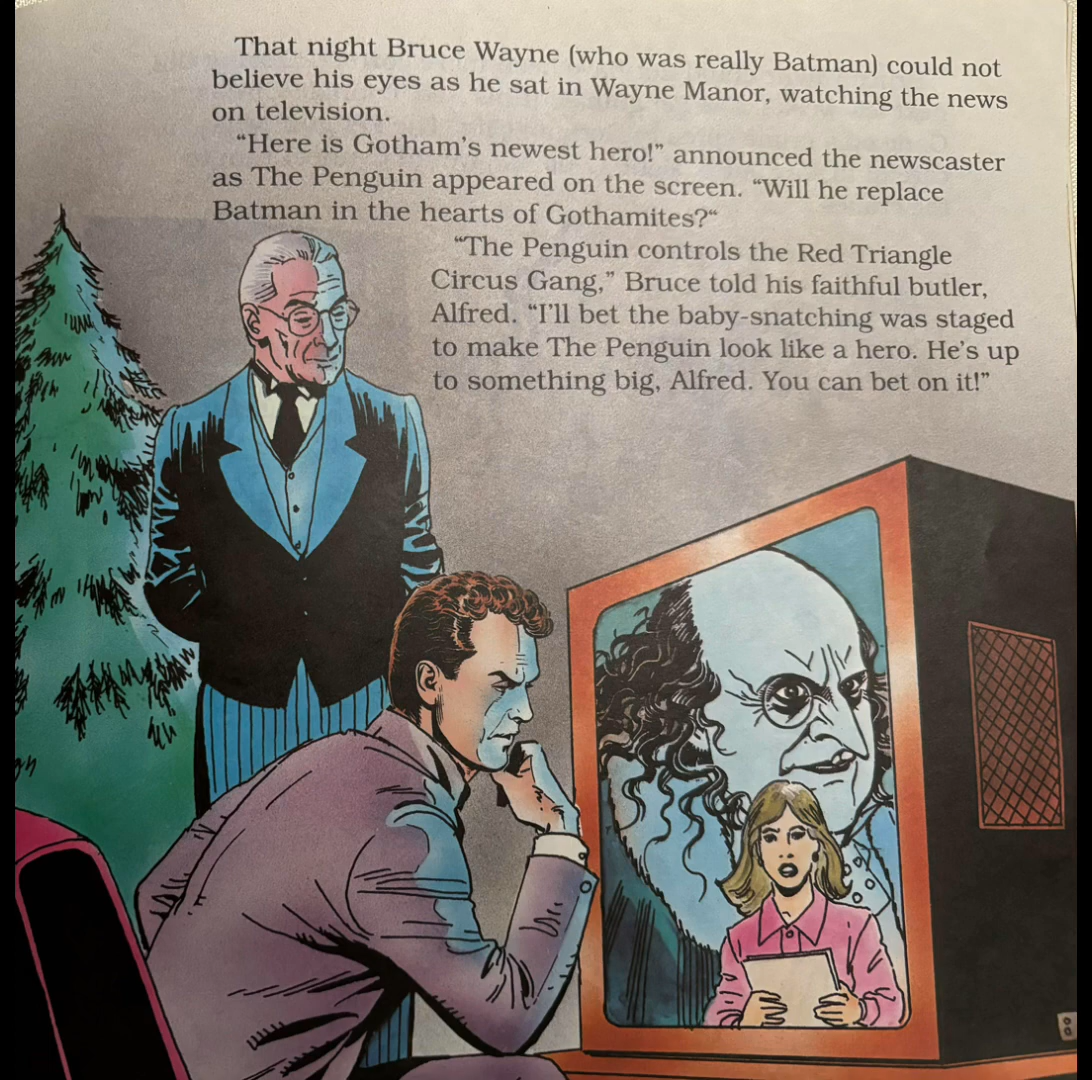 That night Bruce Wayne (who was really Batman) could not
believe his eyes as he sat in Wayne Manor, watching the news
on television.
“Here is Gotham’s newest hero!” announced the newscaster
as The Penguin appeared on the screen. “Will he replace
Batman in the hearts of Gothamites?“
“The Penguin controls the Red Triangle
Circus Gang,” Bruce told his faithful butler,
Alfred. “I’ll bet the baby-snatching was staged
to make The Penguin look like a hero. He’s up
to something big, Alfred. You can bet on it!”